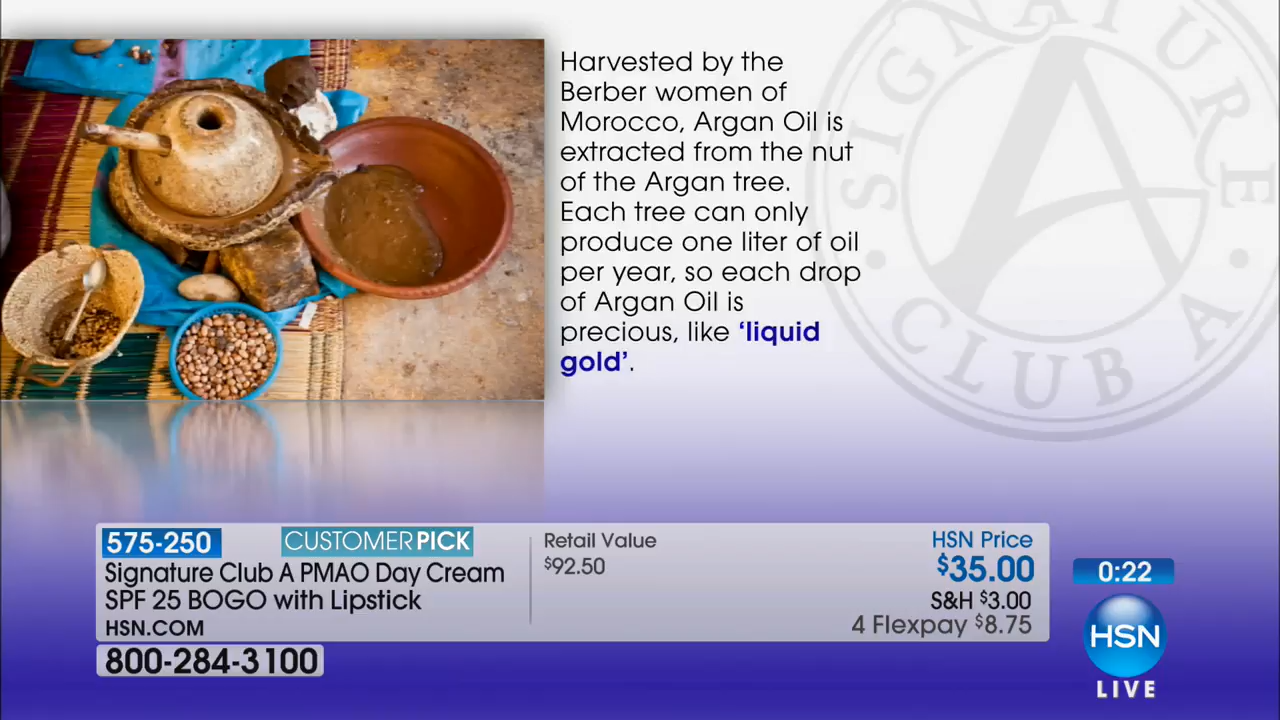 Harvested by the
Berber women of
Morocco, Argan Oil is
extracted from the nut
of the Argan tree.
Each tree can only
produce one liter of oil
per year, so each drop
of Argan Oil is
precious, like ‘liquid
gold’.
SIGNATURE
A
CLUB A
575-250 CUSTOMERPICK
Signature Club A PMAO Day Cream
SPF 25 BOGO with Lipstick
HSN.COM
800-284-3100
Retail Value
$92.50
HSN Price
$35.00
S&H $3.00
4 Flexpay $8.75
0:22
HSN
LIVE